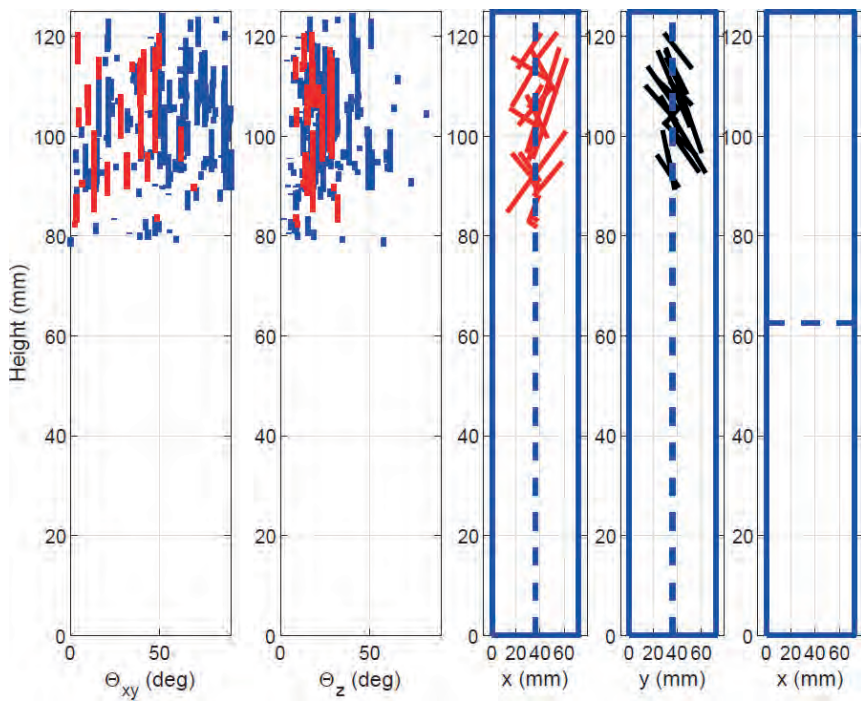 120 120 120 120 120
100 100 100 100 100
80 80 80 80 80
Height (mm)
60 60 60 60 60
40 40 40 40 40
20 20 20 20 20
0 0 0 0 0
0 50 0 50 0 20 40 60 0 20 40 60 0 20 40 60
Θxy (deg) Θz (deg) x (mm) y (mm) x (mm)